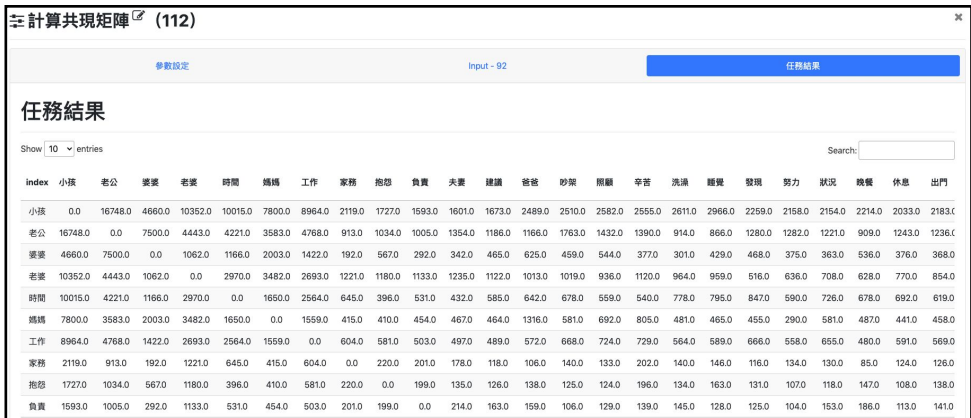 計算共現矩陣 (112)
×
參數設定 Input - 92 任務結果
任務結果
Show 10 entries Search:
index 小孩 老公 婆婆 老婆 時間 媽媽 工作 家務 抱怨 負責 夫妻 建議 爸爸 吵架 照顧 辛苦 洗澡 睡覺 發現 努力 狀況 晚餐 休息 出門
小孩 0.0 16748.0 4660.0 10352.0 10015.0 7800.0 8964.0 2119.0 1727.0 1593.0 1601.0 1673.0 2489.0 2510.0 2582.0 2555.0 2611.0 2966.0 2259.0 2158.0 2154.0 2214.0 2033.0 2183.0
老公 16748.0 0.0 7500.0 4443.0 4221.0 3583.0 4768.0 913.0 1034.0 1005.0 1354.0 1186.0 1166.0 1763.0 1432.0 1390.0 914.0 866.0 1280.0 1282.0 1221.0 909.0 1243.0 1236.0
婆婆 4660.0 7500.0 0.0 1062.0 1166.0 2003.0 1422.0 192.0 567.0 292.0 342.0 465.0 625.0 459.0 544.0 377.0 301.0 429.0 468.0 375.0 363.0 536.0 376.0 368.0
老婆 10352.0 4443.0 1062.0 0.0 2970.0 3482.0 2693.0 1221.0 1180.0 1133.0 1235.0 1122.0 1013.0 1019.0 936.0 1120.0 964.0 959.0 516.0 636.0 708.0 628.0 770.0 854.0
時間 10015.0 4221.0 1166.0 2970.0 0.0 1650.0 2564.0 645.0 396.0 531.0 432.0 585.0 642.0 678.0 559.0 540.0 778.0 795.0 847.0 590.0 726.0 678.0 692.0 619.0
媽媽 7800.0 3583.0 2003.0 3482.0 1650.0 0.0 1559.0 415.0 410.0 454.0 467.0 464.0 1316.0 581.0 692.0 805.0 481.0 465.0 455.0 290.0 581.0 487.0 441.0 458.0
工作 8964.0 4768.0 1422.0 2693.0 2564.0 1559.0 0.0 604.0 581.0 503.0 497.0 489.0 572.0 668.0 724.0 729.0 564.0 589.0 666.0 558.0 655.0 480.0 591.0 569.0
家務 2119.0 913.0 192.0 1221.0 645.0 415.0 604.0 0.0 220.0 201.0 178.0 118.0 106.0 140.0 133.0 202.0 140.0 146.0 116.0 134.0 130.0 85.0 124.0 126.0
抱怨 1727.0 1034.0 567.0 1180.0 396.0 410.0 581.0 220.0 0.0 199.0 135.0 126.0 138.0 125.0 124.0 196.0 134.0 163.0 131.0 107.0 118.0 147.0 108.0 138.0
負責 1593.0 1005.0 292.0 1133.0 531.0 454.0 503.0 201.0 199.0 0.0 214.0 163.0 159.0 106.0 129.0 139.0 145.0 128.0 125.0 104.0 153.0 186.0 113.0 141.0